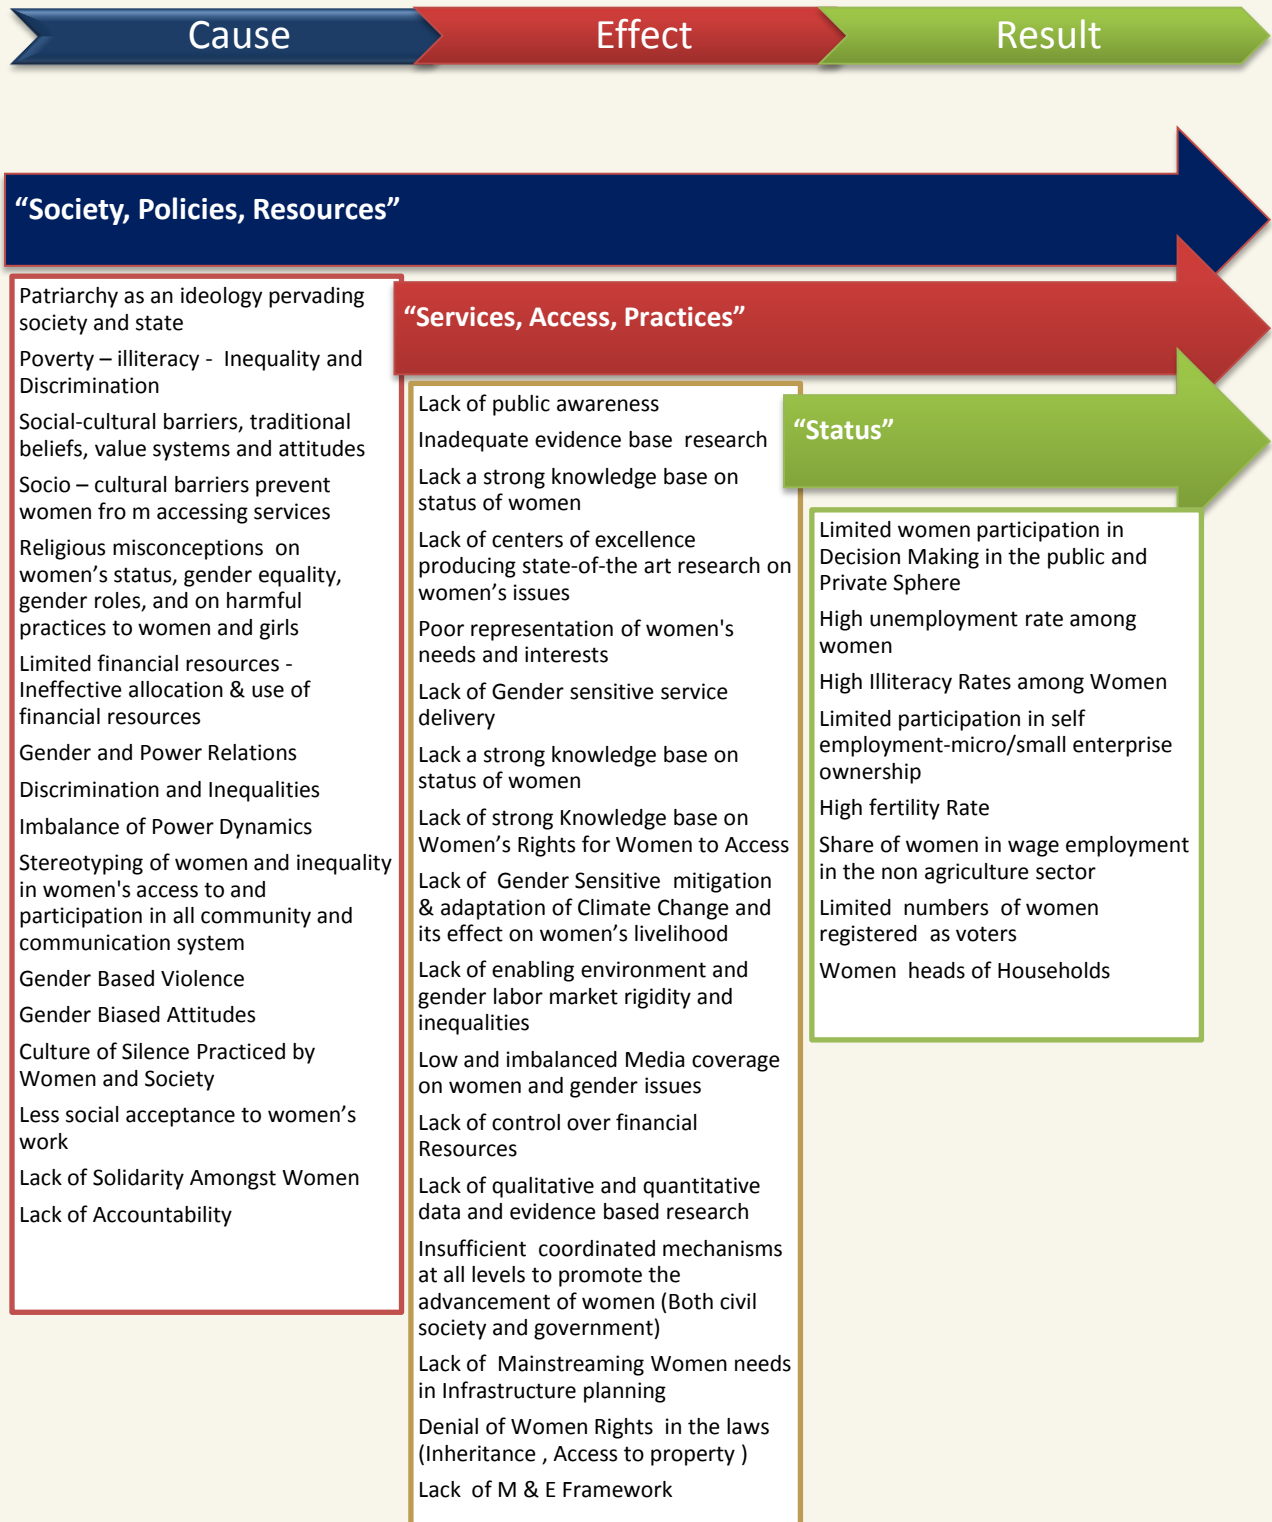 Cause
Effect
Result
“Society, Policies, Resources”
Patriarchy as an ideology pervading
society and state
Poverty – illiteracy - Inequality and
Discrimination
Social-cultural barriers, traditional
beliefs, value systems and attitudes
Socio – cultural barriers prevent
women fro m accessing services
Religious misconceptions on
women’s status, gender equality,
gender roles, and on harmful
practices to women and girls
Limited financial resources -
Ineffective allocation & use of
financial resources
Gender and Power Relations
Discrimination and Inequalities
Imbalance of Power Dynamics
Stereotyping of women and inequality
in women's access to and
participation in all community and
communication system
Gender Based Violence
Gender Biased Attitudes
Culture of Silence Practiced by
Women and Society
Less social acceptance to women’s
work
Lack of Solidarity Amongst Women
Lack of Accountability
“Services, Access, Practices”
Lack of public awareness
Inadequate evidence base research
Lack a strong knowledge base on
status of women
Lack of centers of excellence
producing state-of-the art research on
women’s issues
Poor representation of women's
needs and interests
Lack of Gender sensitive service
delivery
Lack a strong knowledge base on
status of women
Lack of strong Knowledge base on
Women’s Rights for Women to Access
Lack of Gender Sensitive mitigation
& adaptation of Climate Change and
its effect on women’s livelihood
Lack of enabling environment and
gender labor market rigidity and
inequalities
Low and imbalanced Media coverage
on women and gender issues
Lack of control over financial
Resources
Lack of qualitative and quantitative
data and evidence based research
Insufficient coordinated mechanisms
at all levels to promote the
advancement of women (Both civil
society and government)
Lack of Mainstreaming Women needs
in Infrastructure planning
Denial of Women Rights in the laws
(Inheritance , Access to property )
Lack of M & E Framework
“Status”
Limited women participation in
Decision Making in the public and
Private Sphere
High unemployment rate among
women
High Illiteracy Rates among Women
Limited participation in self
employment-micro/small enterprise
ownership
High fertility Rate
Share of women in wage employment
in the non agriculture sector
Limited numbers of women
registered as voters
Women heads of Households